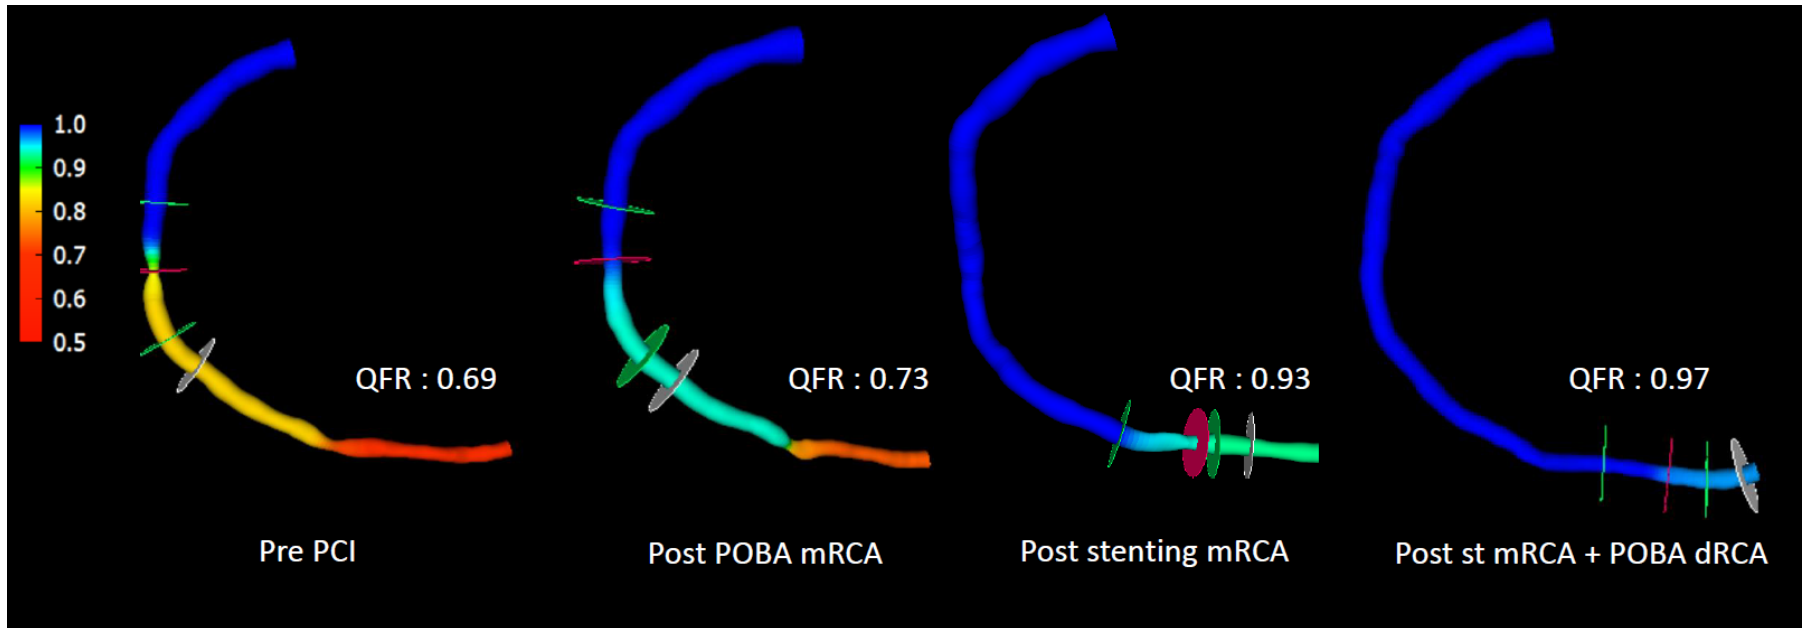 1.0
0.9
0.8
0.7
0.6
0.5
QFR : 0.69
QFR : 0.73
QFR : 0.93
QFR : 0.97
Pre PCI
Post POBA mRCA
Post stenting mRCA
Post st mRCA + POBA dRCA